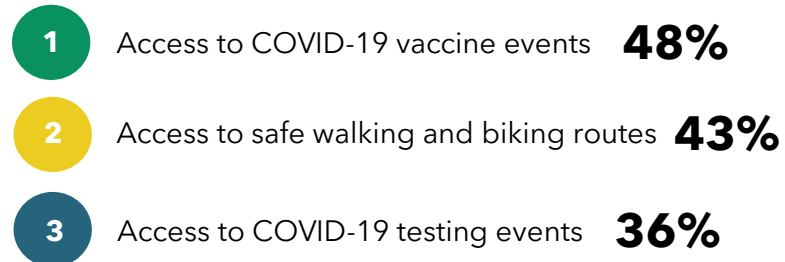 1 Access to COVID-19 vaccine events 48%
2 Access to safe walking and biking routes 43%
3 Access to COVID-19 testing events 36%